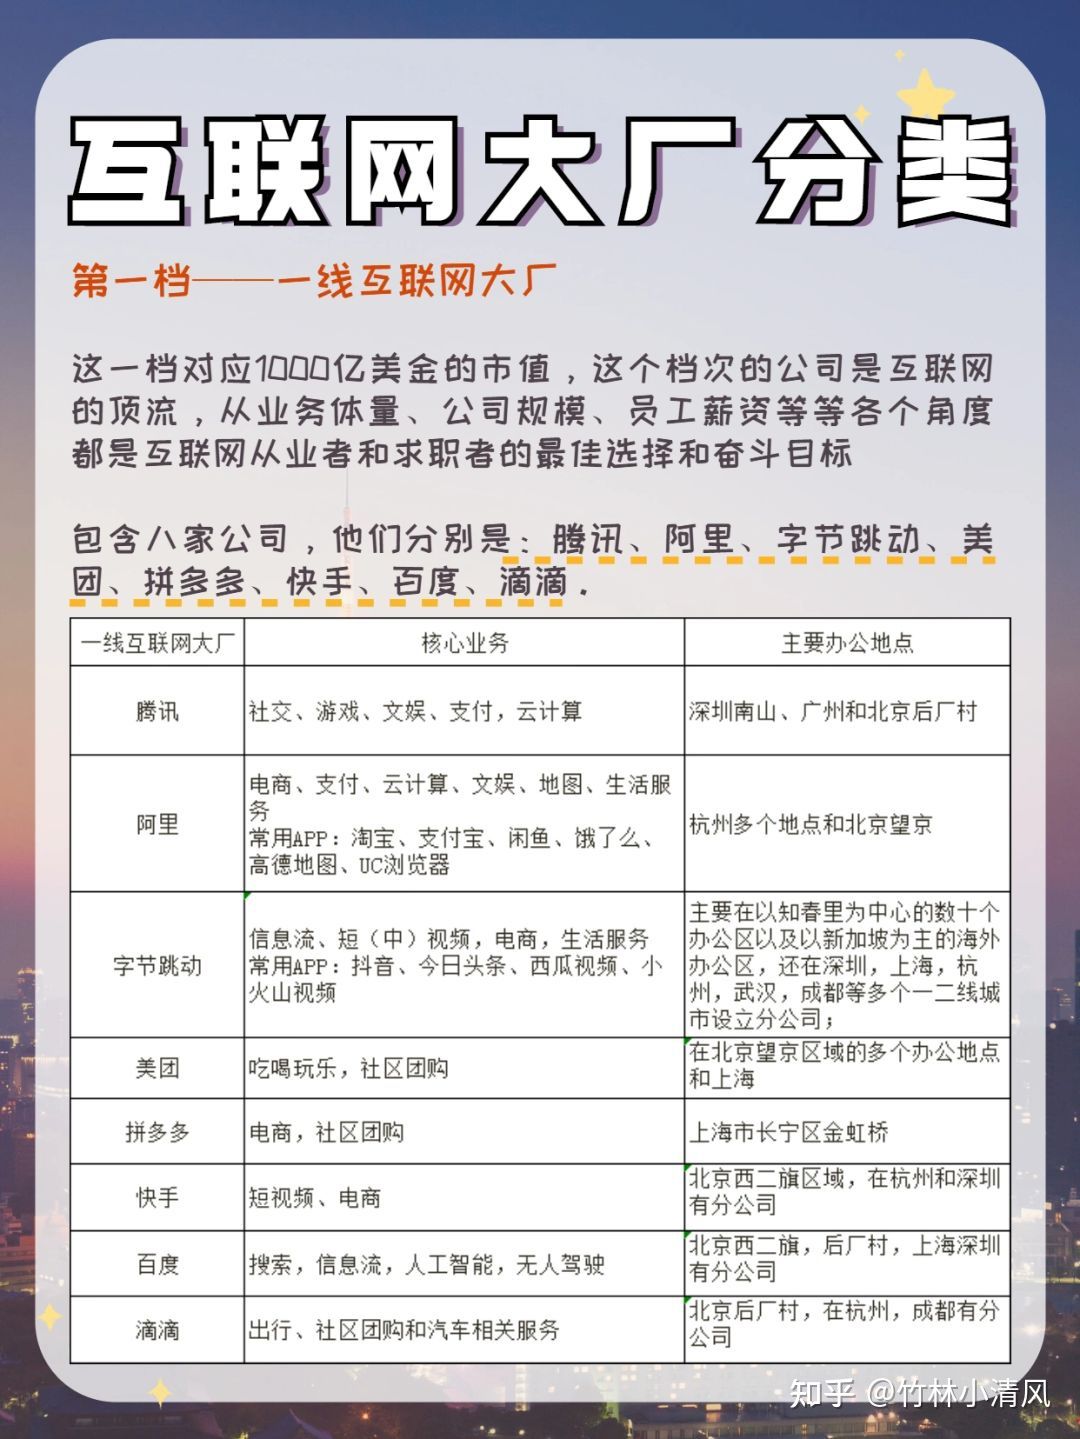 互联网大厂分类
第一档——一线互联网大厂
这一档对应1000亿美金的市值，这个档次的公司是互联网
的顶流，从业务体量、公司规模、员工薪资等等各个角度
都是互联网从业者和求职者的最佳选择和奋斗目标
包含八家公司，他们分别是：腾讯、阿里、字节跳动、美
团、拼多多、快手、百度、滴滴．
一线互联网大厂 核心业务 主要办公地点
腾讯 社交、游戏、文娱、支付，云计算 深圳南山、广州和北京后厂村
阿里
电商、支付、云计算、文娱、地图、生活服
务
常用APP：淘宝、支付宝、闲鱼、饿了么、
高德地图、UC浏览器
杭州多个地点和北京望京
字节跳动
信息流、短（中）视频，电商，生活服务
常用APP：抖音、今日头条、西瓜视频、小
火山视频
主要在以知春里为中心的数十个
办公区以及以新加坡为主的海外
办公区，还在深圳，上海，杭
州，武汉，成都等多个一二线城
市设立分公司；
美团 吃喝玩乐，社区团购
在北京望京区域的多个办公地点
和上海
拼多多 电商，社区团购 上海市长宁区金虹桥
快手 短视频、电商
北京西二旗区域，在杭州和深圳
有分公司
百度 搜索，信息流，人工智能，无人驾驶
北京西二旗，后厂村，上海深圳
有分公司
滴滴 出行、社区团购和汽车相关服务
北京后厂村，在杭州，成都有分
公司
知乎 @竹林小清风